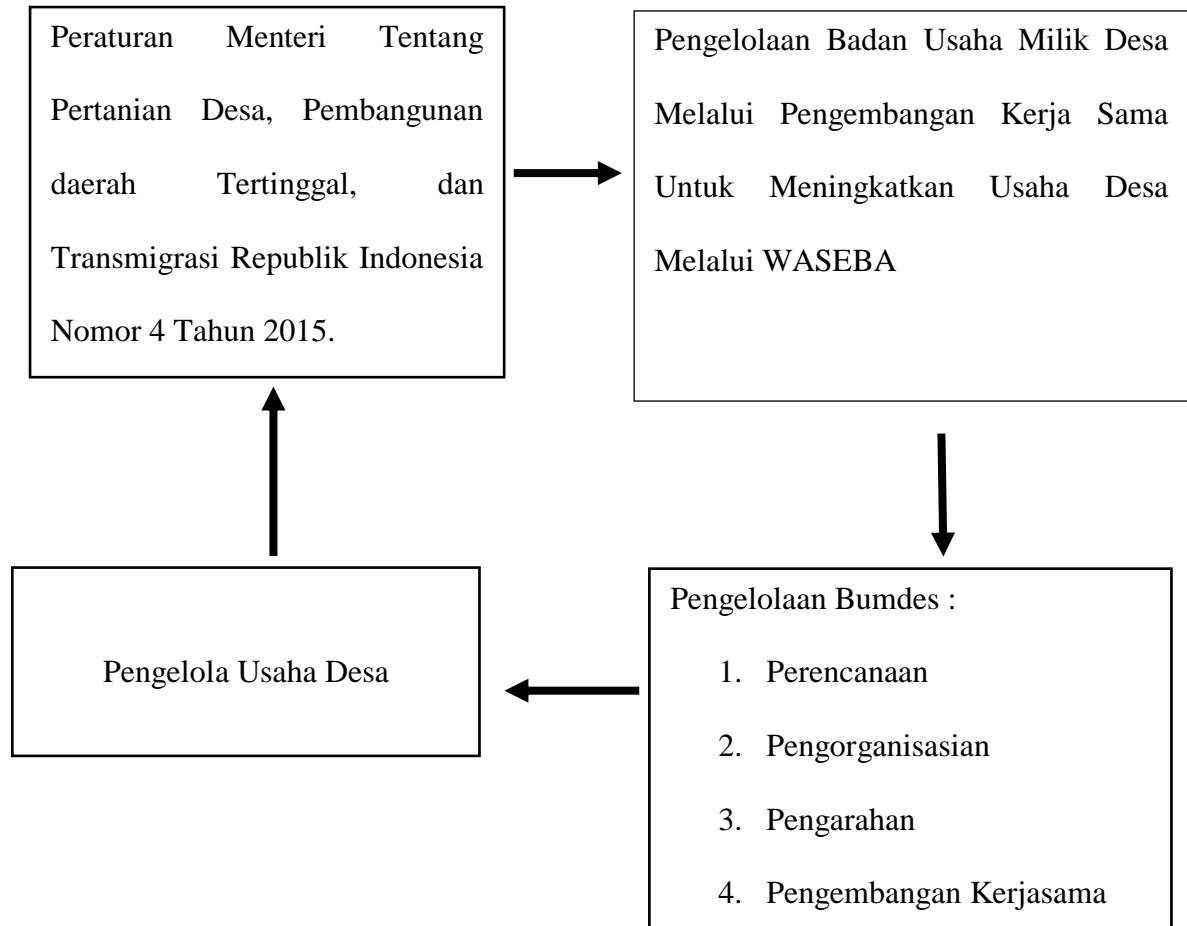 Peraturan Menteri Tentang
Pertanian Desa, Pembangunan
daerah Tertinggal, dan
Transmigrasi Republik Indonesia
Nomor 4 Tahun 2015.
Pengelolaan Badan Usaha Milik Desa
Melalui Pengembangan Kerja Sama
Untuk Meningkatkan Usaha Desa
Melalui WASEBA
Pengelola Usaha Desa
Pengelolaan Bumdes :
1. Perencanaan
2. Pengorganisasian
3. Pengarahan
4. Pengembangan Kerjasama